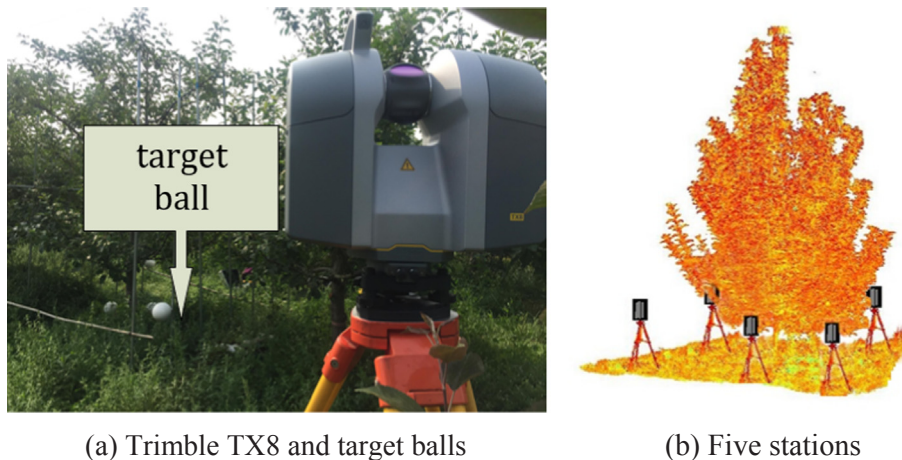 target
ball
TX8
(a) Trimble TX8 and target balls
(b) Five stations